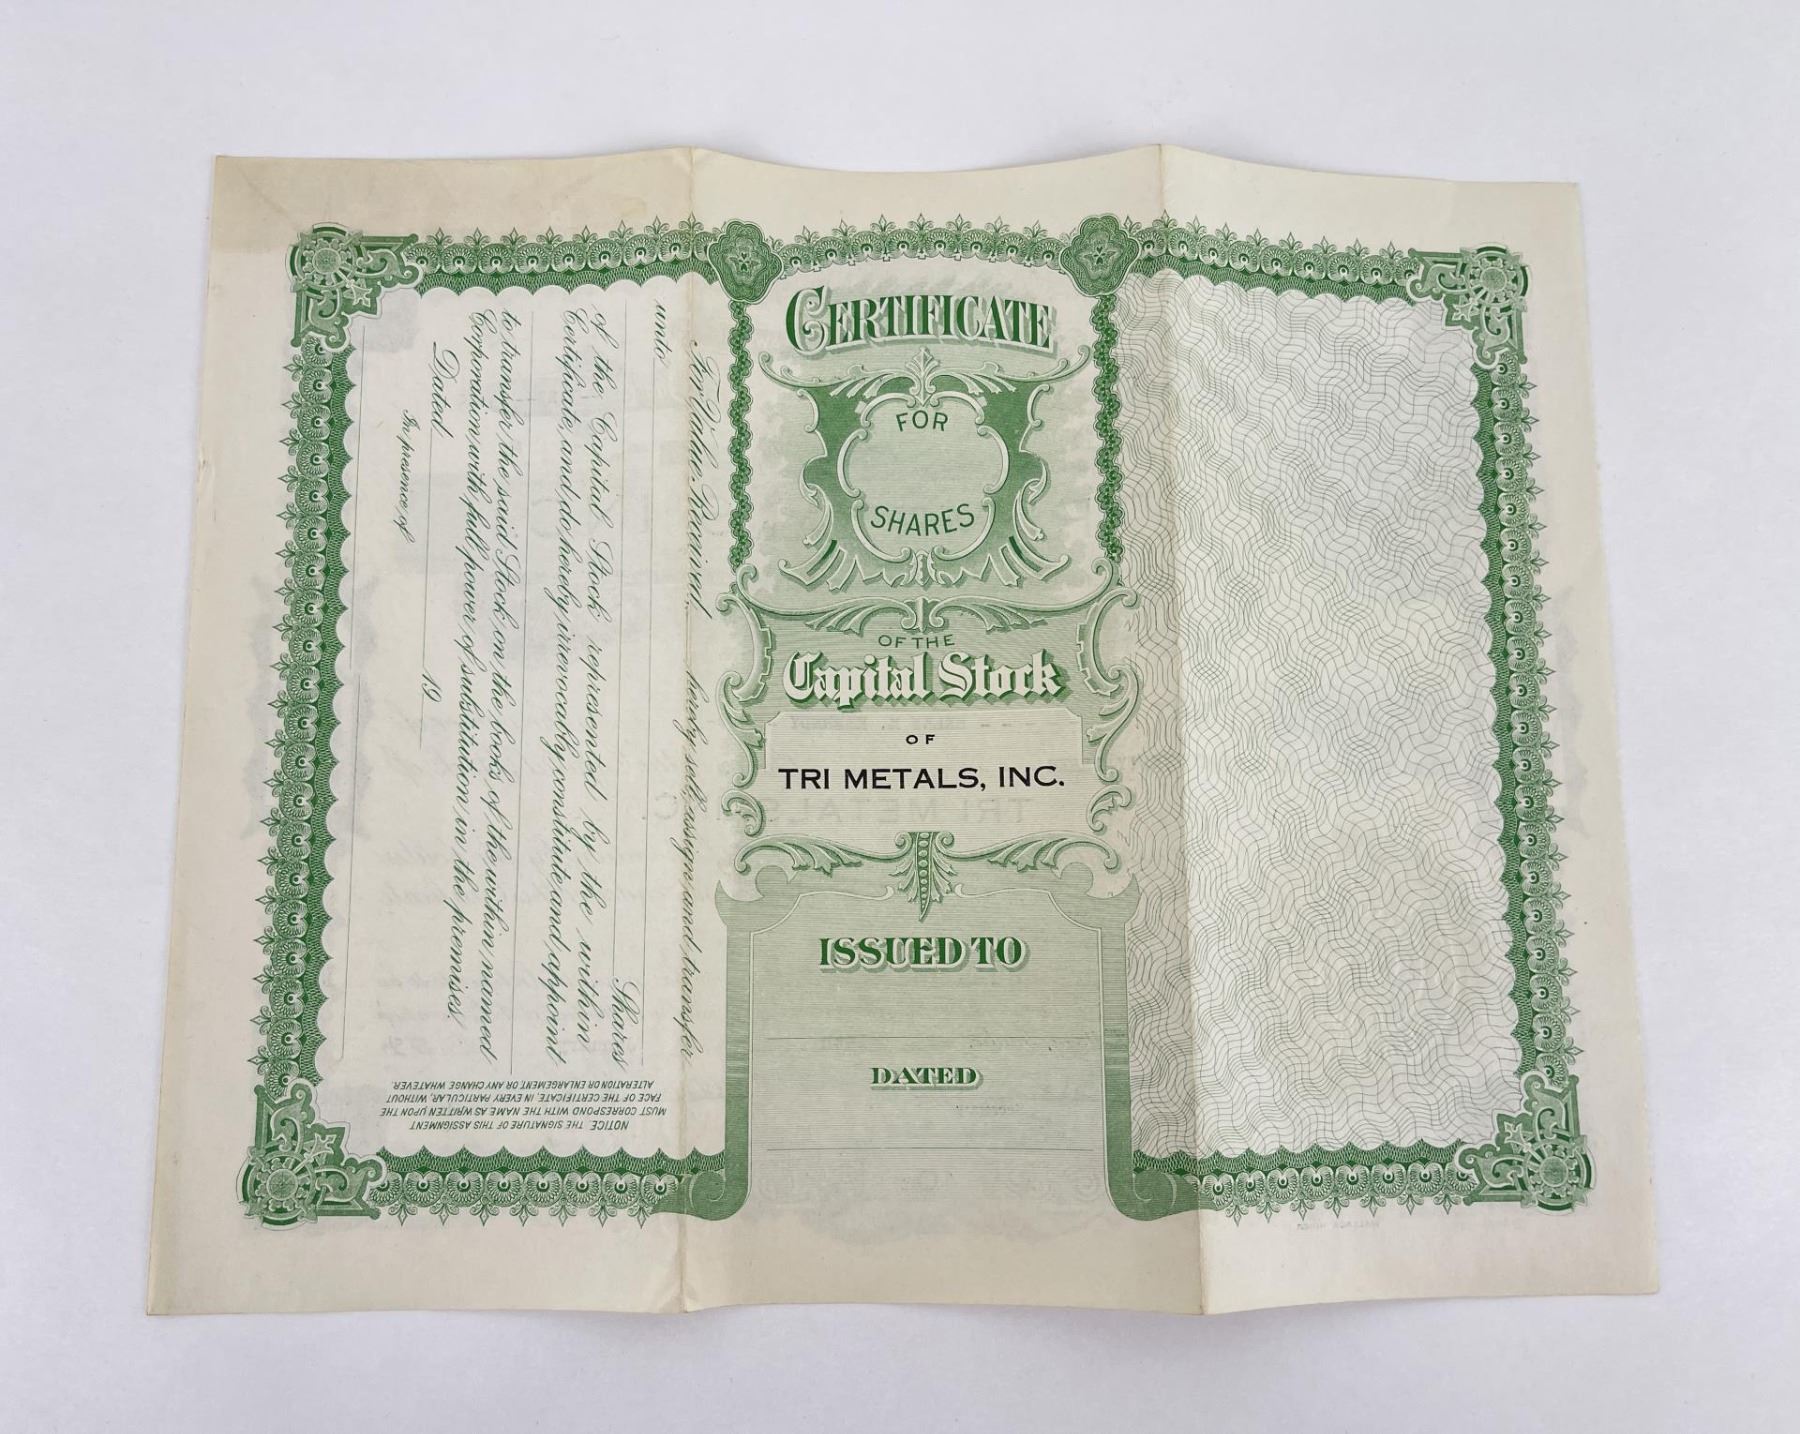 CERTIFICATE
FOR
SHARES
OF THE
Capital Stock
OF
TRI METALS, INC.
ISSUED TO
DATED
For Value Received, hereby sell, assign and transfer
unto
Shares
of the Capital Stock represented by the within
Certificate, and do hereby irrevocably constitute and appoint
to transfer the said Stock on the books of the within named
Corporation with full power of substitution in the premises.
Dated 19
In presence of
NOTICE. THE SIGNATURE OF THIS ASSIGNMENT
MUST CORRESPOND WITH THE NAME AS WRITTEN UPON THE
FACE OF THE CERTIFICATE, IN EVERY PARTICULAR, WITHOUT
ALTERATION OR ENLARGEMENT, OR ANY CHANGE WHATEVER.